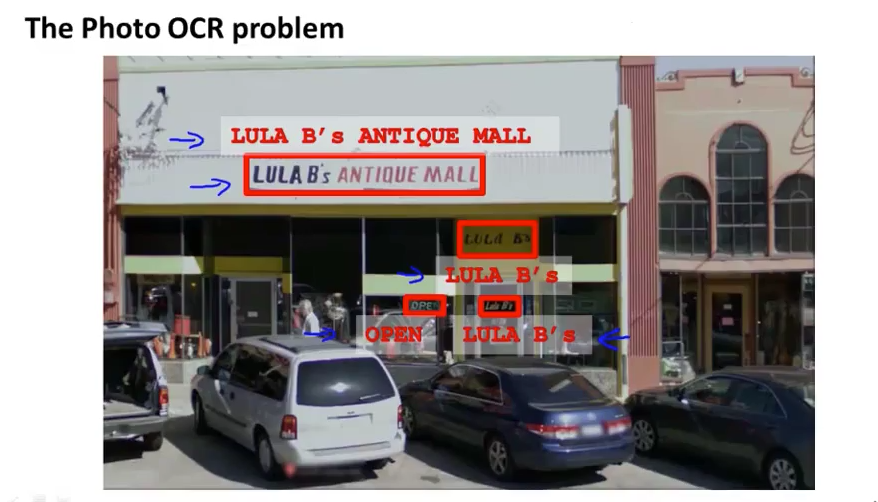 The Photo OCR problem
LULA B's ANTIQUE MALL
LULA B's ANTIQUE MALL
LULA B's
LULA B's
OPEN Lula B's
OPEN LULA B's